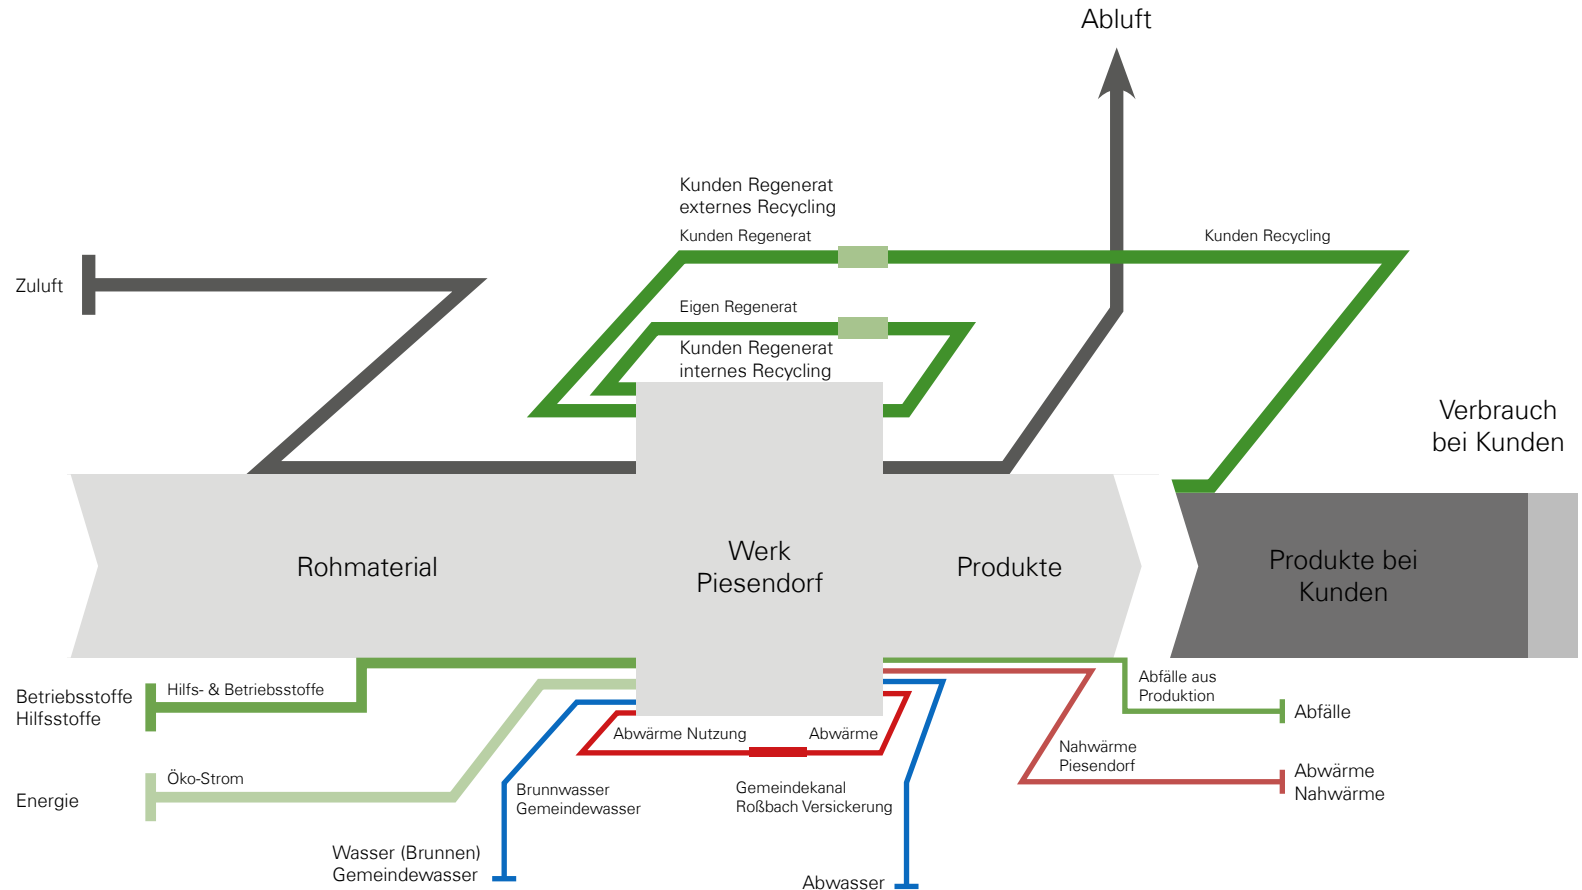 Abluft
Kunden Regenerat
externes Recycling
Kunden Regenerat
Kunden Recycling
Zuluft
Eigen Regenerat
Kunden Regenerat
internes Recycling
Verbrauch
bei Kunden
Rohmaterial
Werk
Piesendorf
Produkte
Produkte bei
Kunden
Betriebsstoffe
Hilfsstoffe
Hilfs- & Betriebsstoffe
Abfälle aus
Produktion
Abfälle
Abwärme Nutzung
Abwärme
Nahwärme
Piesendorf
Abwärme
Nahwärme
Energie
Öko-Strom
Brunnwasser
Gemeindewasser
Gemeindekanal
Roßbach Versickerung
Wasser (Brunnen)
Gemeindewasser
Abwasser